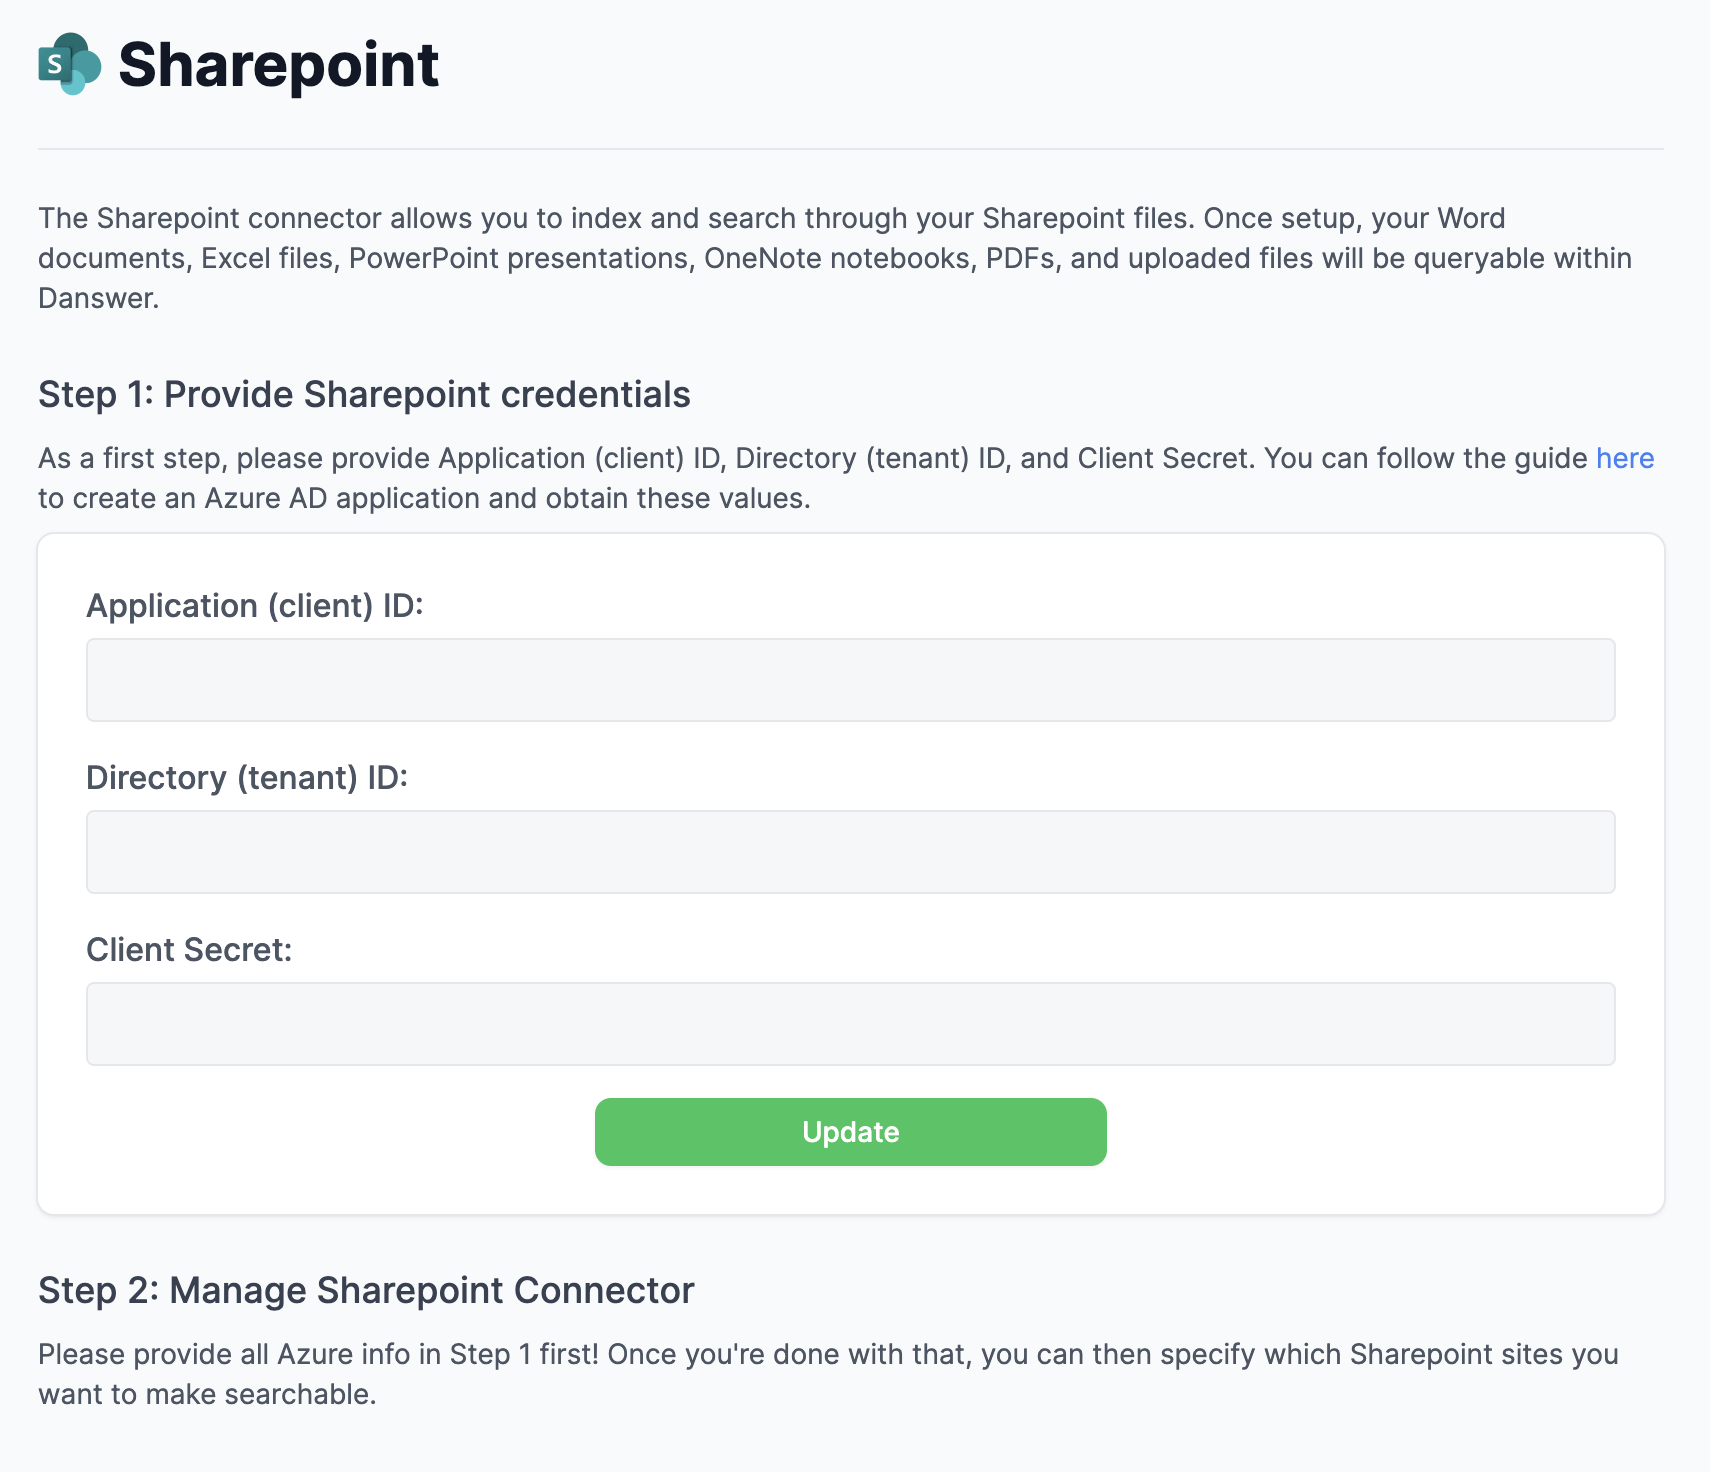 S Sharepoint
The Sharepoint connector allows you to index and search through your Sharepoint files. Once setup, your Word
documents, Excel files, PowerPoint presentations, OneNote notebooks, PDFs, and uploaded files will be queryable within
Danswer.
Step 1: Provide Sharepoint credentials
As a first step, please provide Application (client) ID, Directory (tenant) ID, and Client Secret. You can follow the guide here
to create an Azure AD application and obtain these values.
Application (client) ID:
Directory (tenant) ID:
Client Secret:
Update
Step 2: Manage Sharepoint Connector
Please provide all Azure info in Step 1 first! Once you're done with that, you can then specify which Sharepoint sites you
want to make searchable.